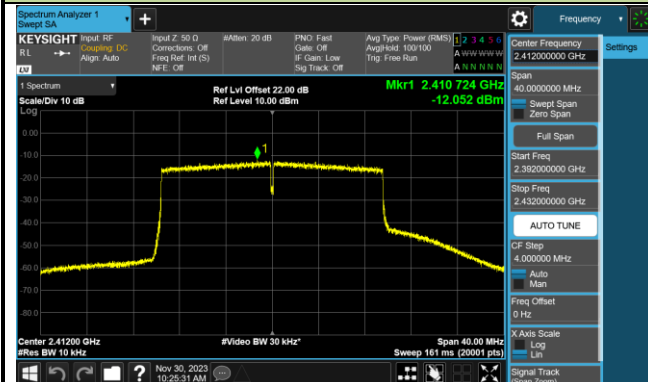 Spectrum Analyzer 1
Swept SA
Frequency
KEYSIGHT
RL
Input: RF
Coupling: DC
Align: Auto
Input Z: 50 Ω
Corrections: Off
Freq Ref: Int (S)
NFE: Off
#Atten: 20 dB
PNO: Fast
Gate: Off
IF Gain: Low
Sig Track: Off
Avg Type: Power (RMS)
Avg|Hold: 100/100
Trig: Free Run
1 2 3 4 5 6
A W W W W W
A N N N N N
1 Spectrum
Scale/Div 10 dB
Log
Ref Lvl Offset 22.00 dB
Ref Level 10.00 dBm
Mkr1 2.410 724 GHz
-12.052 dBm
1
0.00
-10.0
-20.0
-30.0
-40.0
-50.0
-60.0
-70.0
-80.0
Center 2.41200 GHz
#Res BW 10 kHz
#Video BW 30 kHz*
Span 40.00 MHz
Sweep 161 ms (20001 pts)
Nov 30, 2023
10:25:31 AM
Center Frequency
2.412000000 GHz
Settings
Span
40.0000000 MHz
Swept Span
Zero Span
Full Span
Start Freq
2.392000000 GHz
Stop Freq
2.432000000 GHz
AUTO TUNE
CF Step
4.000000 MHz
Auto
Man
Freq Offset
0 Hz
X Axis Scale
Log
Lin
Signal Track
(Span Zoom)